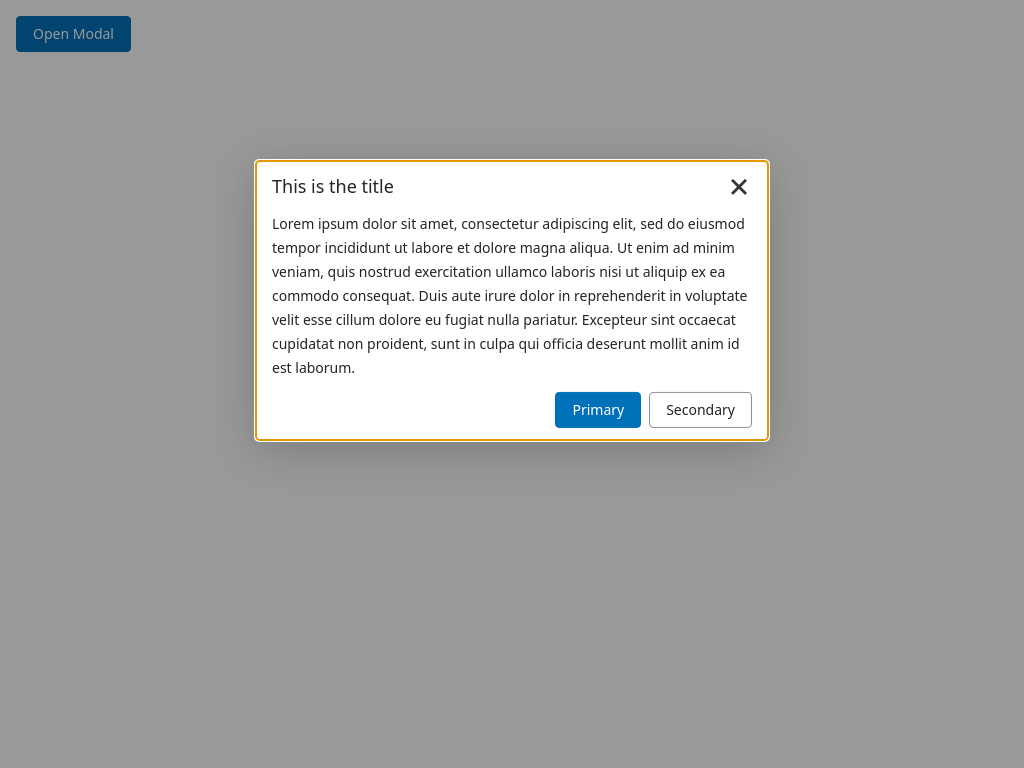 Open Modal
This is the title
Lorem ipsum dolor sit amet, consectetur adipiscing elit, sed do eiusmod
tempor incididunt ut labore et dolore magna aliqua. Ut enim ad minim
veniam, quis nostrud exercitation ullamco laboris nisi ut aliquip ex ea
commodo consequat. Duis aute irure dolor in reprehenderit in voluptate
velit esse cillum dolore eu fugiat nulla pariatur. Excepteur sint occaecat
cupidatat non proident, sunt in culpa qui officia deserunt mollit anim id
est laborum.
Primary
Secondary